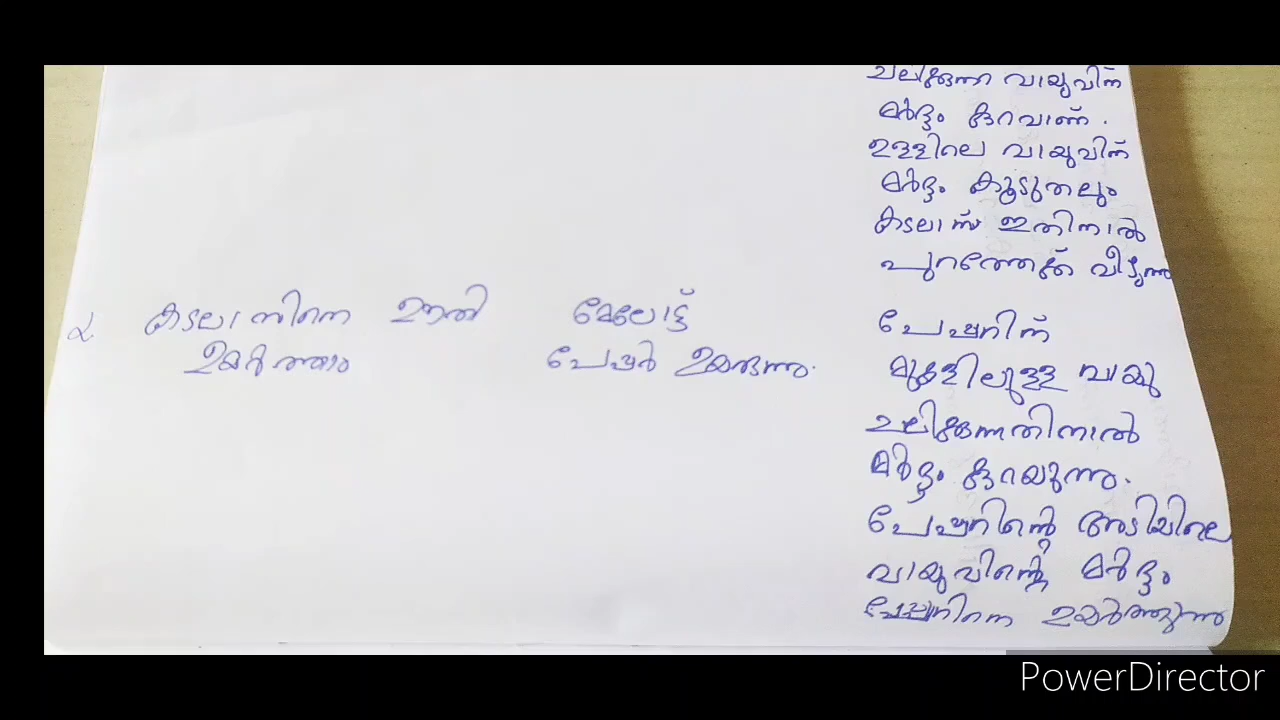 ചലിക്കുന്ന വായുവിന്
മർദ്ദം കുറവാണ്.
ഉള്ളിലെ വായുവിന്
മർദ്ദം കൂടുതലും
കടലാസ് ഇതിനാൽ
പുറത്തേക്ക് വീഴുന്നു
2. കടലാസിനെ ഊതി
ഉയർത്താം
മേലോട്ട്
പേപ്പർ ഉയരുന്നു.
പേപ്പറിന്
മുകളിലുള്ള വായു
ചലിക്കുന്നതിനാൽ
മർദ്ദം കുറയുന്നു.
പേപ്പറിന്റെ അടിയിലെ
വായുവിന്റെ മർദ്ദം
പേപ്പറിനെ ഉയർത്തുന്നു
PowerDirector